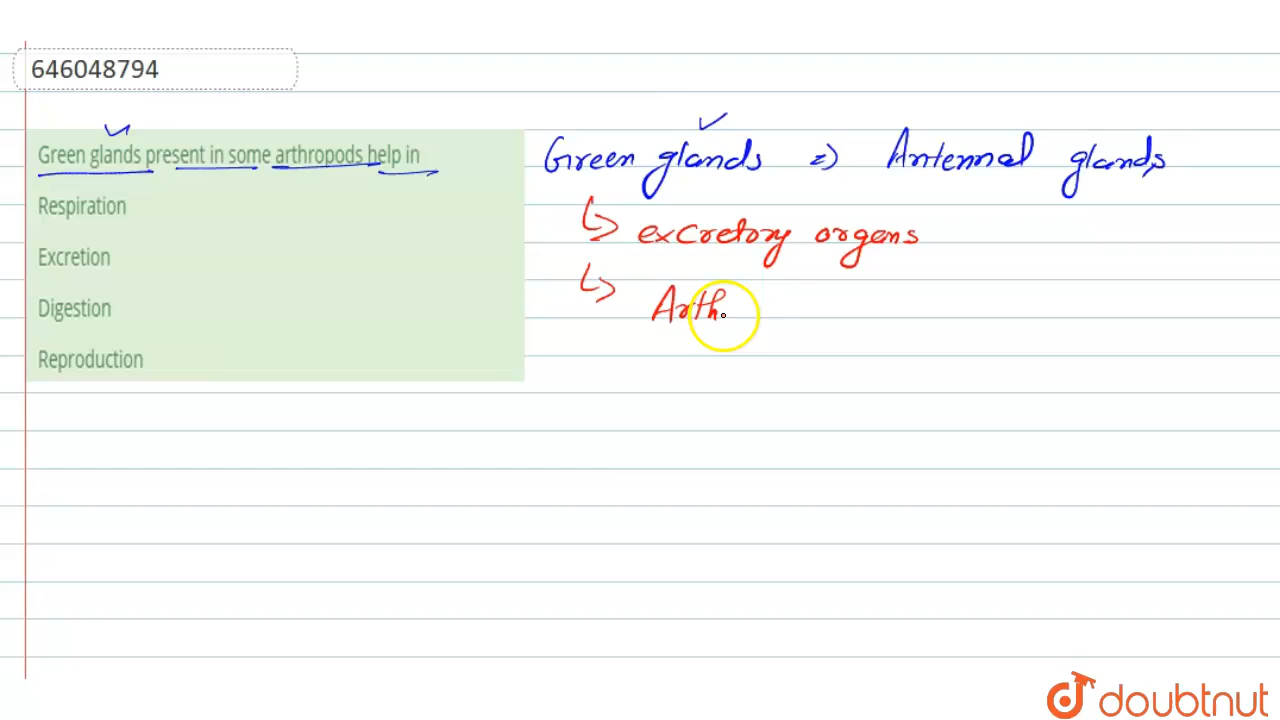 646048794
Green glands present in some arthropods help in
Respiration
Excretion
Digestion
Reproduction
Green glands => Antennal glands
excretory organs
Arth
doubtnut